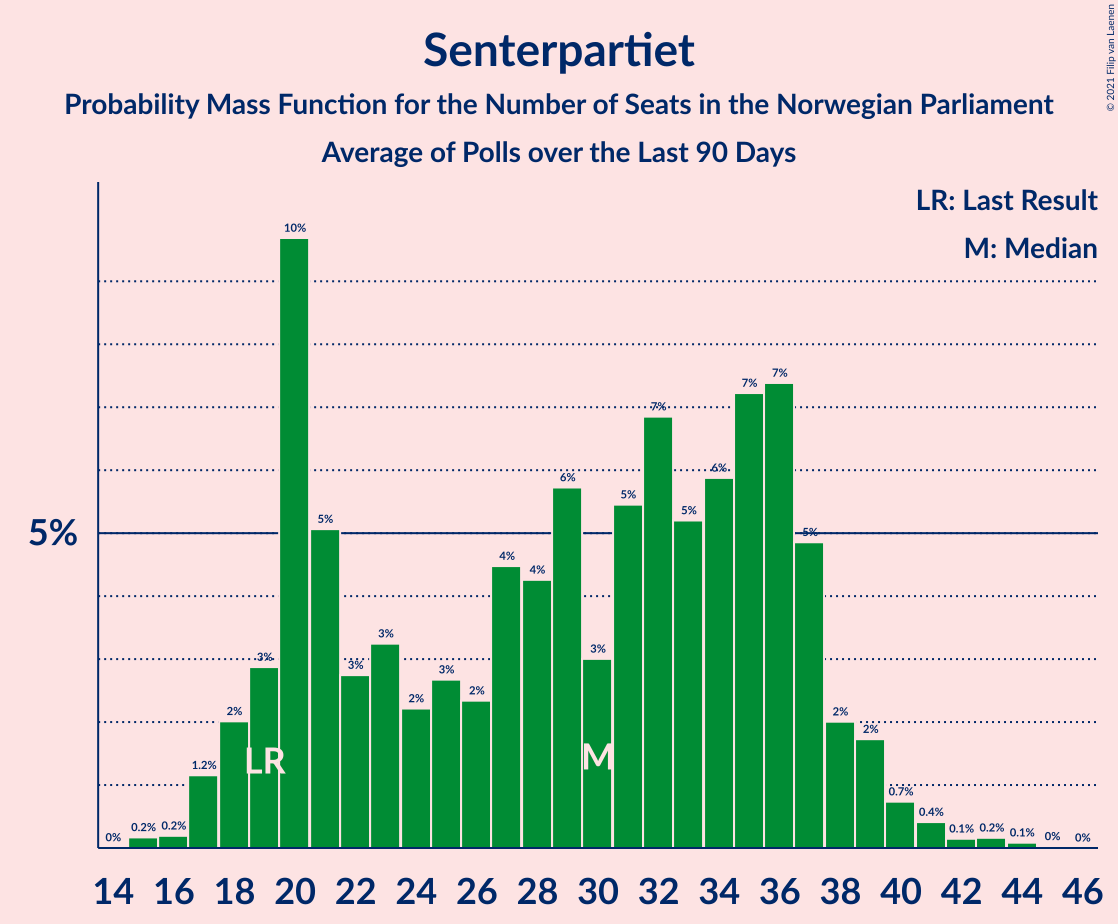 Senterpartiet
Probability Mass Function for the Number of Seats in the Norwegian Parliament
Average of Polls over the Last 90 Days
© 2021 Filip van Laenen
LR: Last Result
M: Median
5%
0% 0.2% 0.2% 1.2% 2% 3% 10% 5% 3% 3% 2% 3% 2% 4% 4% 6% 3% 5% 7% 5% 6% 7% 7% 5% 2% 2% 0.7% 0.4% 0.1% 0.2% 0.1% 0% 0%
LR M
14 16 18 20 22 24 26 28 30 32 34 36 38 40 42 44 46